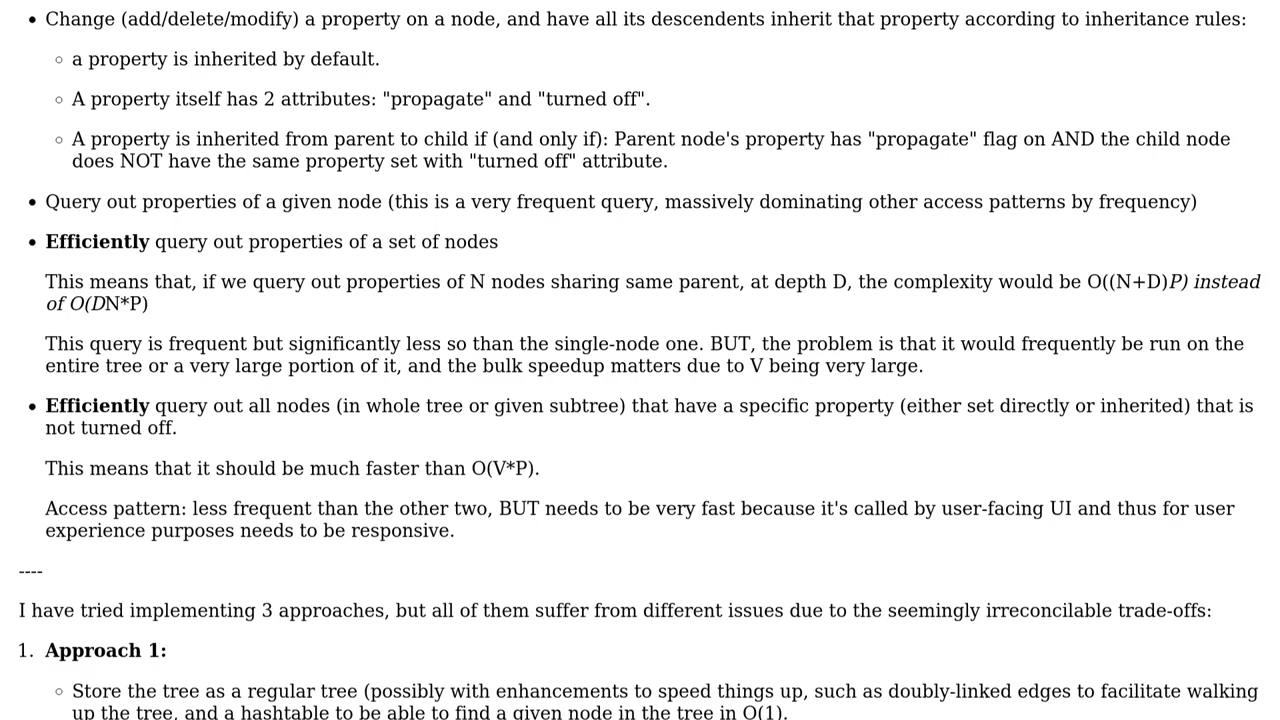 • Change (add/delete/modify) a property on a node, and have all its descendents inherit that property according to inheritance rules:
◦ a property is inherited by default.
◦ A property itself has 2 attributes: "propagate" and "turned off".
◦ A property is inherited from parent to child if (and only if): Parent node's property has "propagate" flag on AND the child node
does NOT have the same property set with "turned off" attribute.
• Query out properties of a given node (this is a very frequent query, massively dominating other access patterns by frequency)
• Efficiently query out properties of a set of nodes
This means that, if we query out properties of N nodes sharing same parent, at depth D, the complexity would be O((N+D)P) instead
of O(DN*P)
This query is frequent but significantly less so than the single-node one. BUT, the problem is that it would frequently be run on the
entire tree or a very large portion of it, and the bulk speedup matters due to V being very large.
• Efficiently query out all nodes (in whole tree or given subtree) that have a specific property (either set directly or inherited) that is
not turned off.
This means that it should be much faster than O(V*P).
Access pattern: less frequent than the other two, BUT needs to be very fast because it's called by user-facing UI and thus for user
experience purposes needs to be responsive.
----
I have tried implementing 3 approaches, but all of them suffer from different issues due to the seemingly irreconcilable trade-offs:
1. Approach 1:
◦ Store the tree as a regular tree (possibly with enhancements to speed things up, such as doubly-linked edges to facilitate walking
up the tree, and a hashtable to be able to find a given node in the tree in O(1).